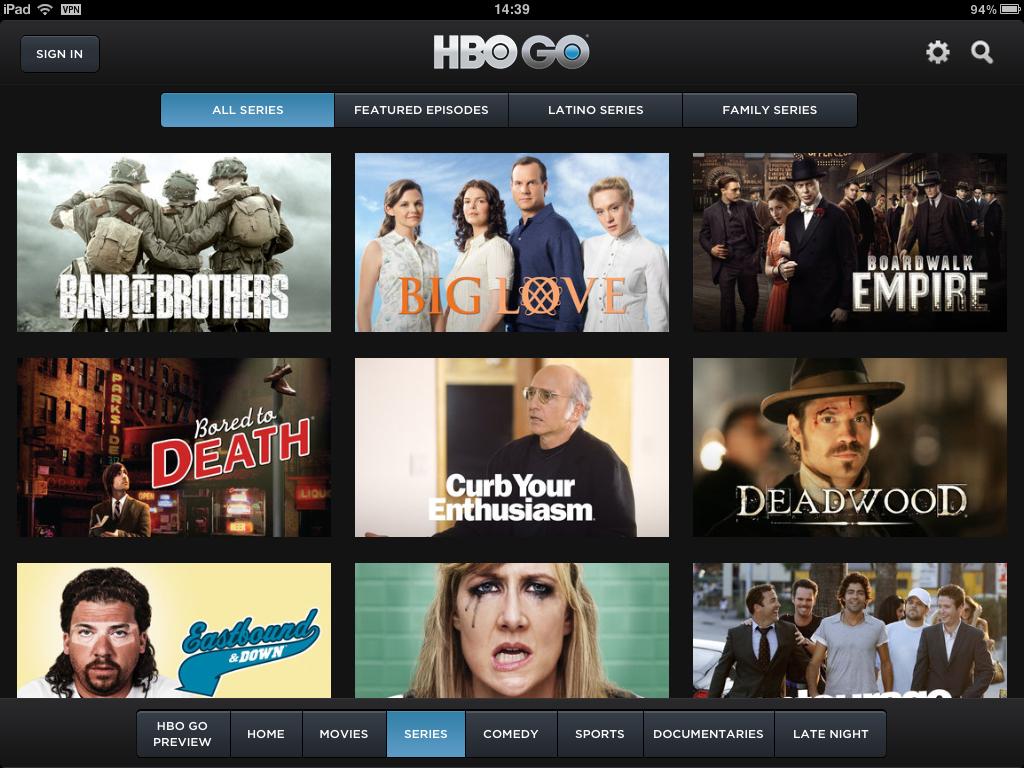 iPad VPN 14:39 94%
SIGN IN
HBO GO
ALL SERIES
FEATURED EPISODES
LATINO SERIES
FAMILY SERIES
BAND OF BROTHERS
BIG LOVE
BOARDWALK
EMPIRE
PARKSIDE
Bored to
DEATH
OPEN
LIQUO
Curb Your
Enthusiasm
DEADWOOD
Eastbound
& DOWN
HBO GO
PREVIEW
HOME
MOVIES
SERIES
COMEDY
SPORTS
DOCUMENTARIES
LATE NIGHT